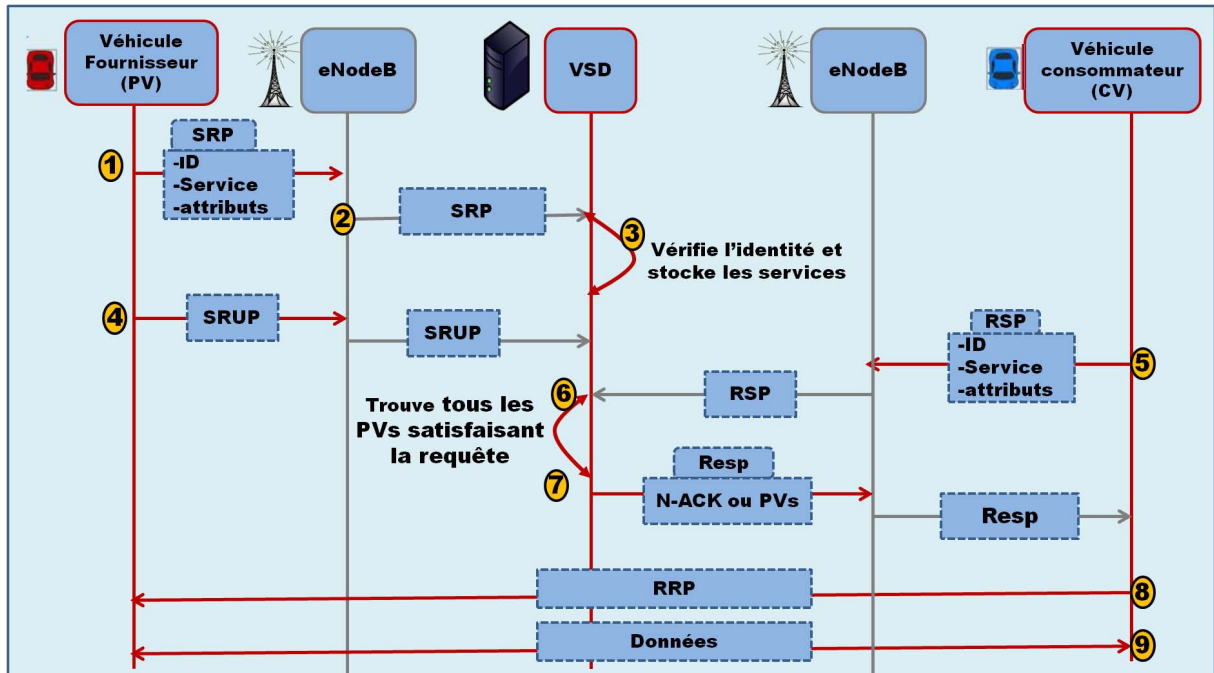 Véhicule
Fournisseur
(PV)
eNodeB
VSD
eNodeB
Véhicule
consommateur
(CV)
SRP
1
-ID
-Service
-attributs
2
SRP
3
Vérifie l'identité et
stocke les services
4
SRUP
SRUP
RSP
-ID
-Service
-attributs
5
6
RSP
Trouve tous les
PVs satisfaisant
la requête
Resp
7
N-ACK ou PVs
Resp
RRP
8
Données
9